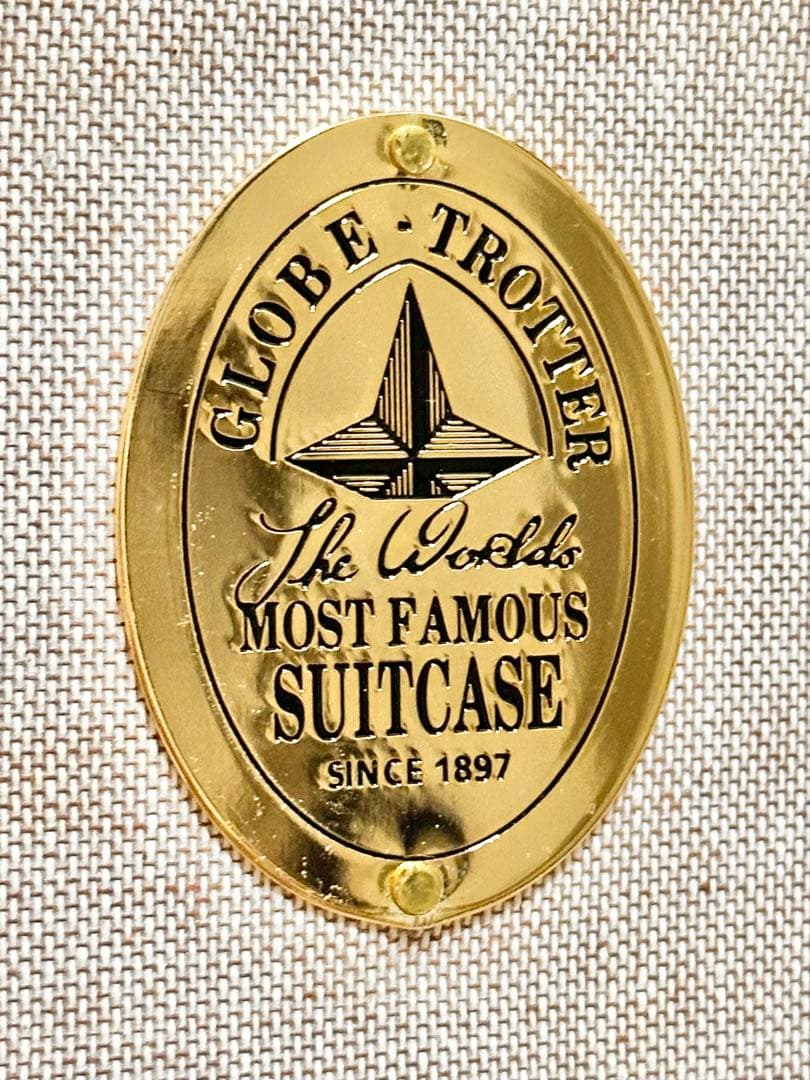 GLOBE · TROTTER
The Worlds
MOST FAMOUS
SUITCASE
SINCE 1897